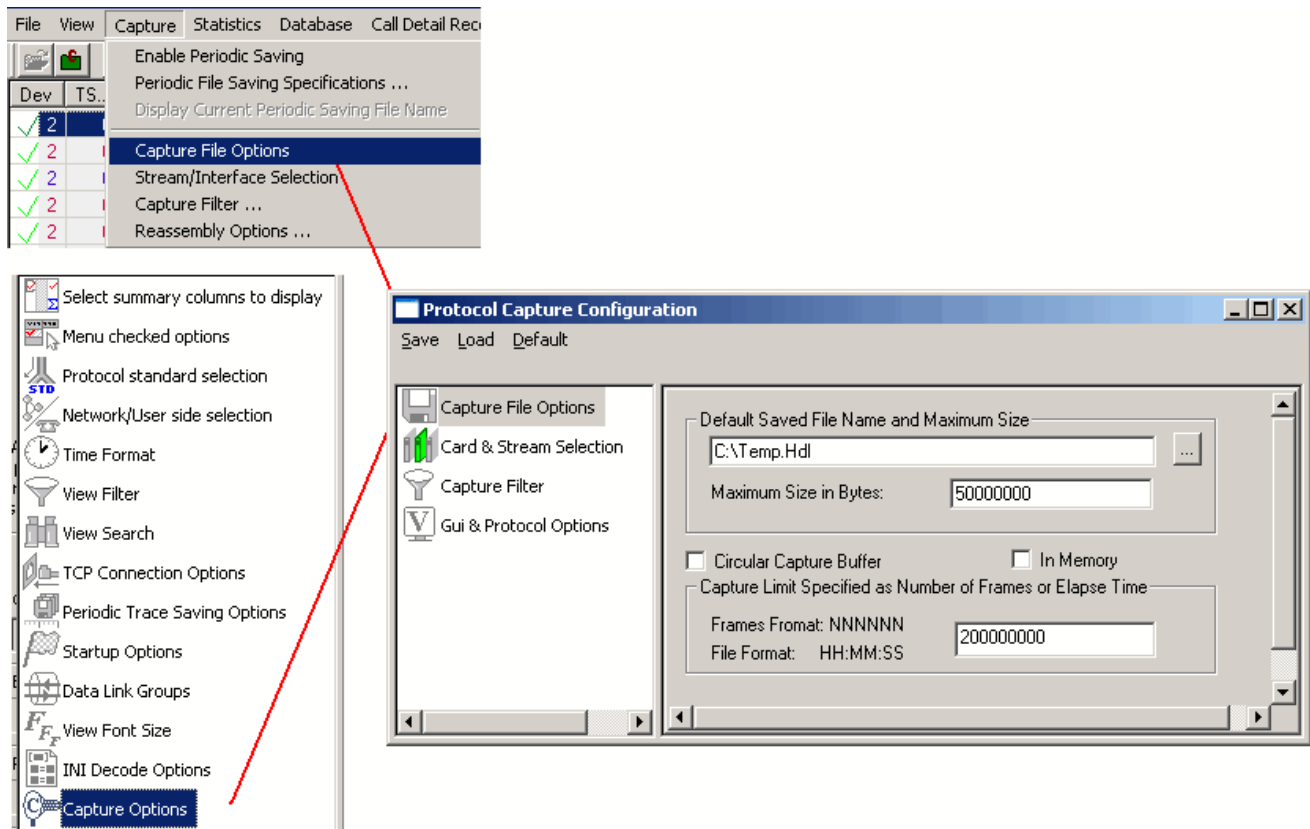 File View Capture Statistics Database Call Detail Rec
Enable Periodic Saving
Periodic File Saving Specifications ...
Display Current Periodic Saving File Name
Dev TS..
2
2
2
2
2
Capture File Options
Stream/Interface Selection
Capture Filter ...
Reassembly Options ...
Select summary columns to display
Menu checked options
STD Protocol standard selection
Network/User side selection
Time Format
View Filter
View Search
TCP Connection Options
Periodic Trace Saving Options
Startup Options
Data Link Groups
View Font Size
INI Decode Options
Capture Options
Protocol Capture Configuration
Save Load Default
Capture File Options
Card & Stream Selection
Capture Filter
Gui & Protocol Options
Default Saved File Name and Maximum Size
C:\Temp.Hdl ...
Maximum Size in Bytes: 50000000
Circular Capture Buffer In Memory
Capture Limit Specified as Number of Frames or Elapse Time
Frames Fromat: NNNNNN
File Format: HH:MM:SS
200000000